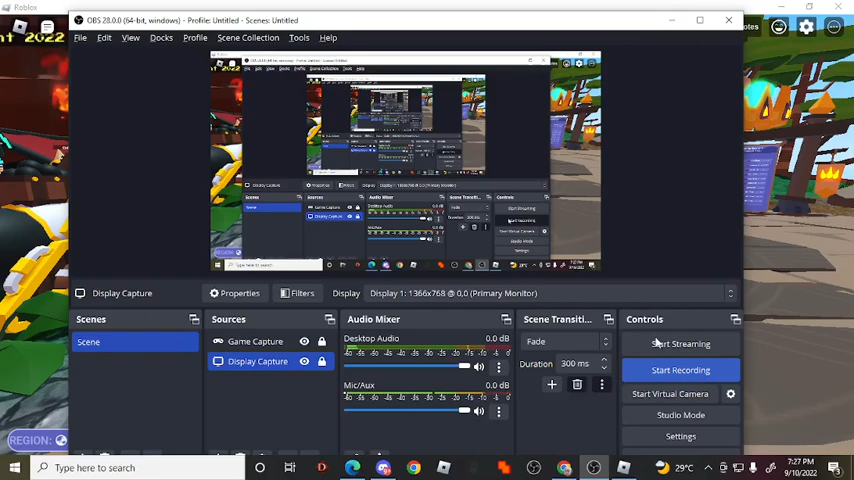 Roblox
OBS 28.0.0 (64-bit, windows) - Profile: Untitled - Scenes: Untitled
File Edit View Docks Profile Scene Collection Tools Help
nt 2022
Display Capture Properties Filters Display Display 1: 1366x768 @ 0,0 (Primary Monitor)
Scenes Sources Audio Mixer Scene Transiti... Controls
Scene
Game Capture
Display Capture
Desktop Audio 0.0 dB
Mic/Aux 0.0 dB
Fade
Duration 300 ms
Start Streaming
Start Recording
Start Virtual Camera
Studio Mode
Settings
REGION:
Type here to search
29°C
7:27 PM
9/10/2022